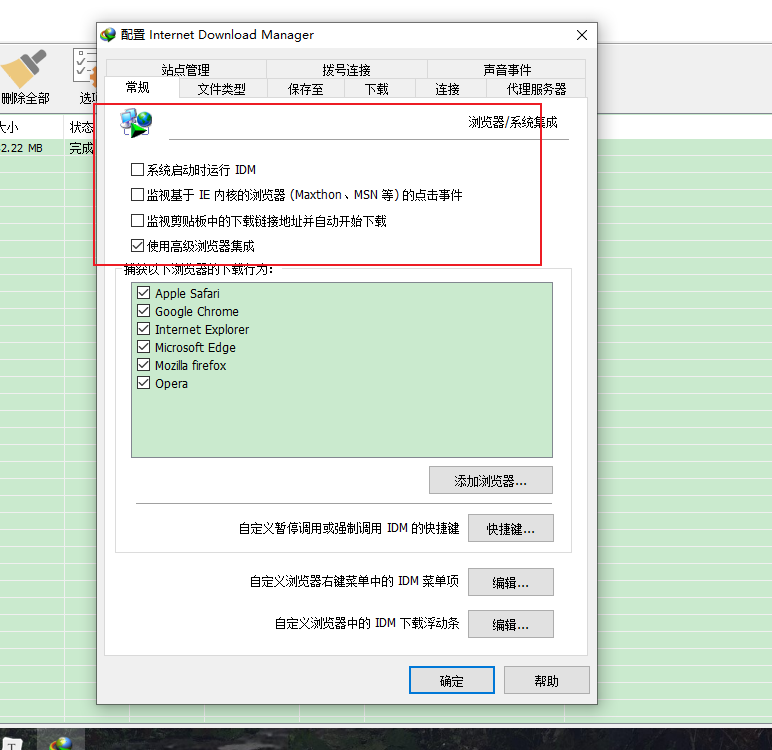 配置 Internet Download Manager
站点管理 拨号连接 声音事件
常规 文件类型 保存至 下载 连接 代理服务器
删除全部
大小 状态
2.22 MB 完成
浏览器/系统集成
系统启动时运行 IDM
监视基于 IE 内核的浏览器 (Maxthon、MSN 等) 的点击事件
监视剪贴板中的下载链接地址并自动开始下载
使用高级浏览器集成
捕获以下浏览器的下载行为:
Apple Safari
Google Chrome
Internet Explorer
Microsoft Edge
Mozilla firefox
Opera
添加浏览器...
自定义暂停调用或强制调用 IDM 的快捷键 快捷键...
自定义浏览器右键菜单中的 IDM 菜单项 编辑...
自定义浏览器中的 IDM 下载浮动条 编辑...
确定 帮助
T